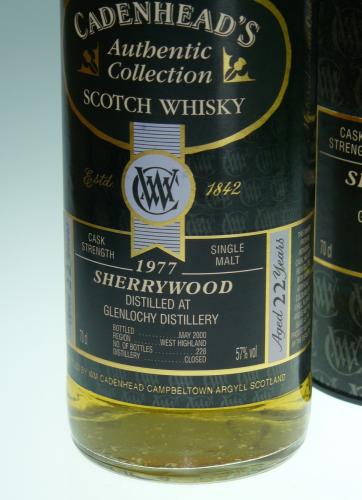 CADENHEAD'S
Authentic
Collection
SCOTCH WHISKY
Estd. 1842
CASK STRENGTH
SINGLE MALT
1977
SHERRYWOOD
DISTILLED AT
GLENLOCHY DISTILLERY
BOTTLED ............ MAY 2000
REGION ......... WEST HIGHLAND
NO. OF BOTTLES ............ 228
DISTILLERY ............ CLOSED
70cl
57% vol
Aged 22 Years
BY WM CADENHEAD CAMPBELTOWN ARGYLL SCOTLAND
CASK
STRENGTH
70cl